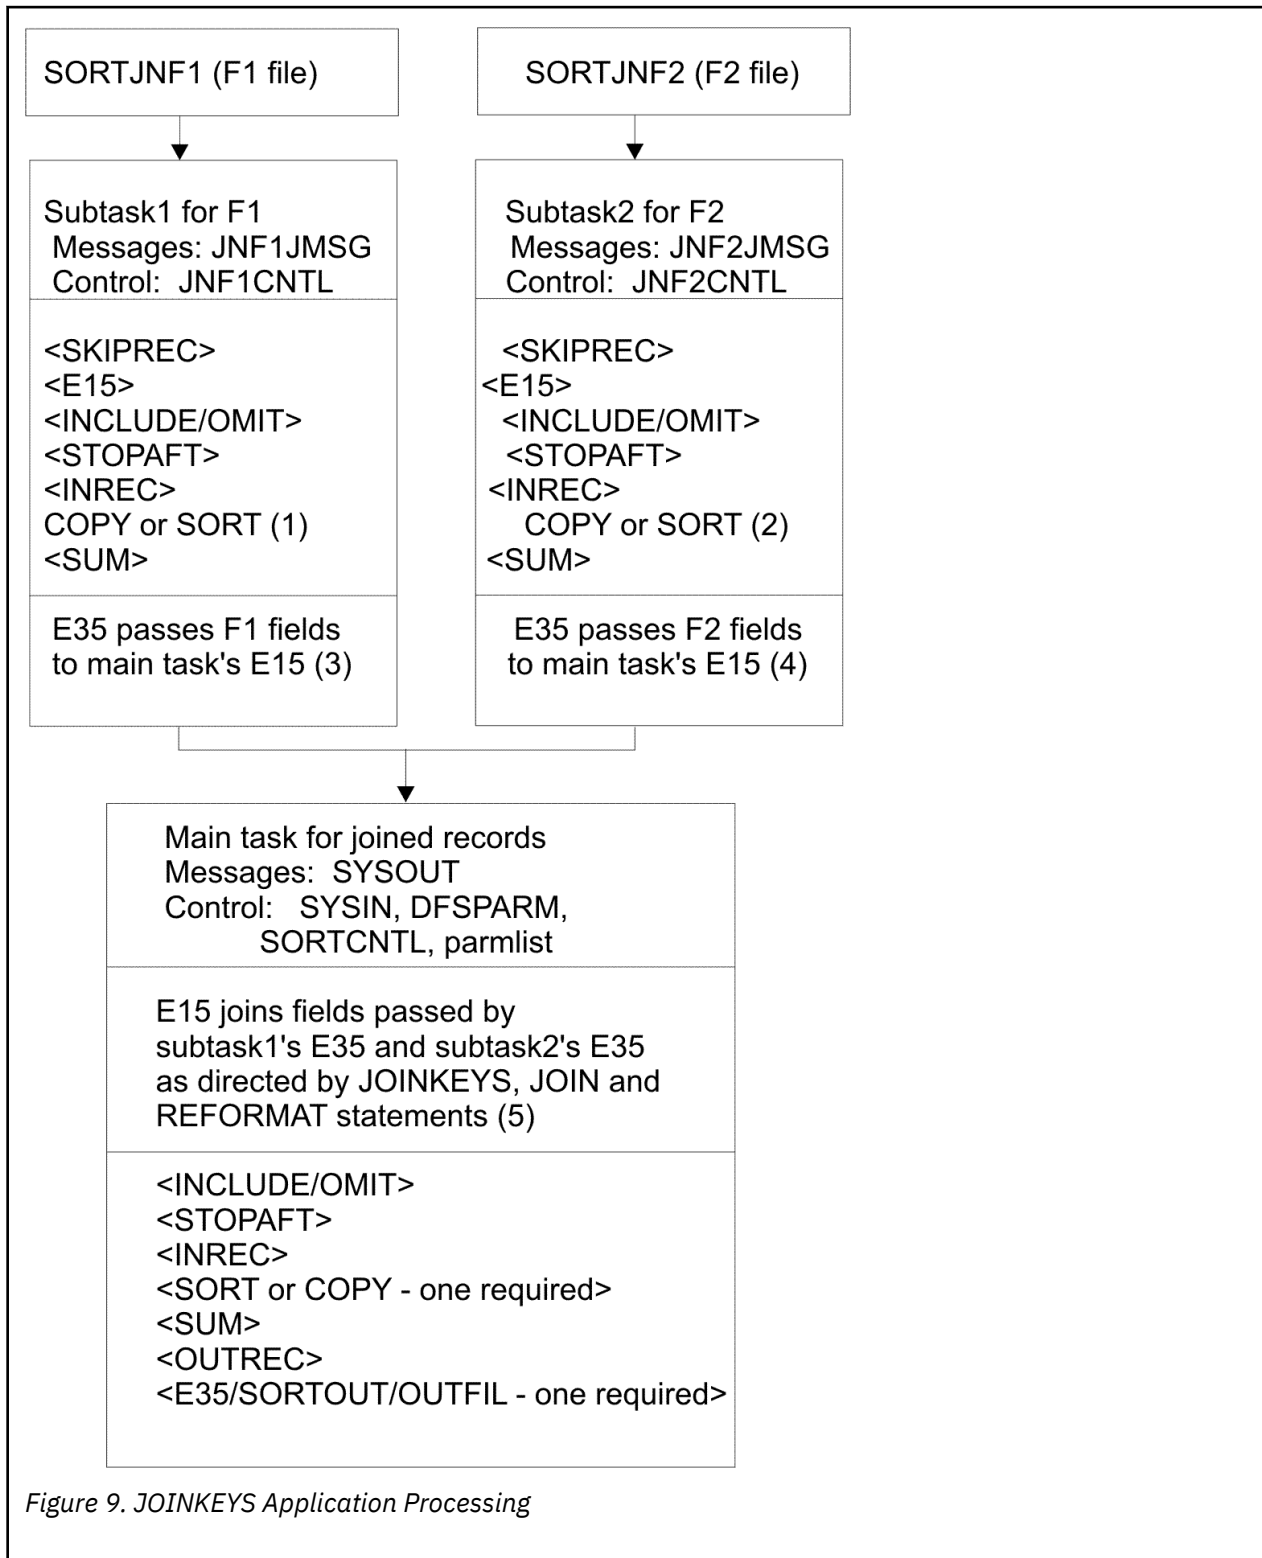 SORTJNF1 (F1 file)
SORTJNF2 (F2 file)
Subtask1 for F1
Messages: JNF1JMSG
Control: JNF1CNTL
<SKIPREC>
<E15>
<INCLUDE/OMIT>
<STOPAFT>
<INREC>
COPY or SORT (1)
<SUM>
E35 passes F1 fields
to main task's E15 (3)
Subtask2 for F2
Messages: JNF2JMSG
Control: JNF2CNTL
<SKIPREC>
<E15>
<INCLUDE/OMIT>
<STOPAFT>
<INREC>
COPY or SORT (2)
<SUM>
E35 passes F2 fields
to main task's E15 (4)
Main task for joined records
Messages: SYSOUT
Control: SYSIN, DFSPARM,
SORTCNTL, parmlist
E15 joins fields passed by
subtask1's E35 and subtask2's E35
as directed by JOINKEYS, JOIN and
REFORMAT statements (5)
<INCLUDE/OMIT>
<STOPAFT>
<INREC>
<SORT or COPY - one required>
<SUM>
<OUTREC>
<E35/SORTOUT/OUTFIL - one required>
Figure 9. JOINKEYS Application Processing